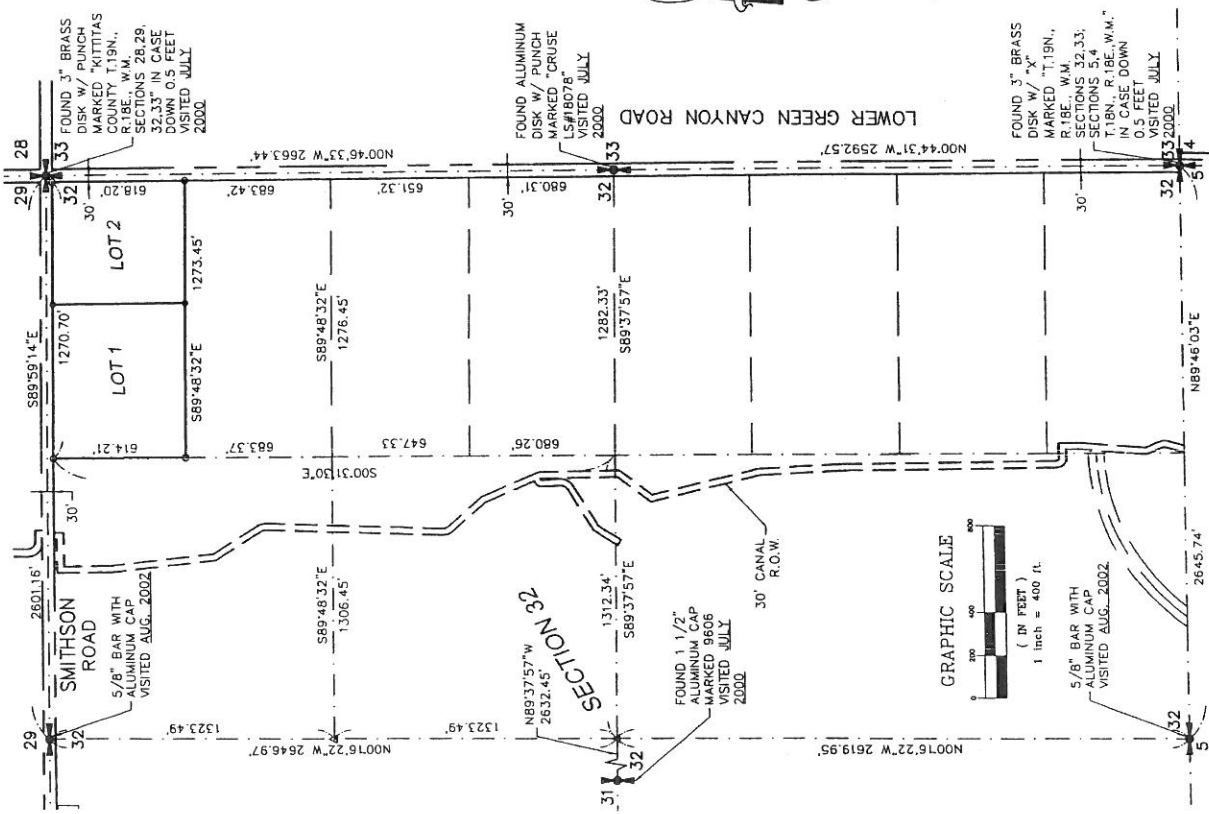 29
28
32
33
FOUND 3" BRASS
DISK W/ PUNCH
MARKED "KITTITAS
COUNTY T.19N.,
R.18E., W.M.
SECTIONS 28,29,
32,33" IN CASE
DOWN 0.5 FEET
VISITED JULY
2000
S89°59'14"E
1270.70'
2601.16'
SMITHSON
ROAD
30'
5/8" BAR WITH
ALUMINUM CAP
VISITED AUG. 2002
29
32
LOT 1
LOT 2
30'
618.20'
614.21'
S89°48'32"E
1273.45'
N00°46'33"W 2663.44'
683.42'
683.37'
S00°31'30"E
1323.49'
N00°16'22"W 2646.97'
S89°48'32"E
1306.45'
S89°48'32"E
1276.45'
651.32'
647.33
30'
680.31'
680.26'
1323.49'
FOUND ALUMINUM
DISK W/ PUNCH
MARKED "CRUSE
LS#18078"
VISITED JULY
2000
LOWER GREEN CANYON ROAD
SECTION 32
N89°37'57"W
2632.45'
1312.34'
S89°37'57"E
1282.33'
S89°37'57"E
32
33
31
32
FOUND 1 1/2"
ALUMINUM CAP
MARKED 9606
VISITED JULY
2000
30' CANAL
R.O.W.
N00°44'31"W 2592.57'
N00°16'22"W 2619.95'
GRAPHIC SCALE
0
200
400
800
( IN FEET )
1 inch = 400 ft.
5/8" BAR WITH
ALUMINUM CAP
VISITED AUG. 2002
FOUND 3" BRASS
DISK W/ "X"
MARKED "T.19N.,
R.18E., W.M.
SECTIONS 32,33;
SECTIONS 5,4
T.18N., R.18E.,W.M."
IN CASE DOWN
0.5 FEET
VISITED JULY
2000
30'
32
33
5
4
N89°46'03"E
2645.74'
32
5